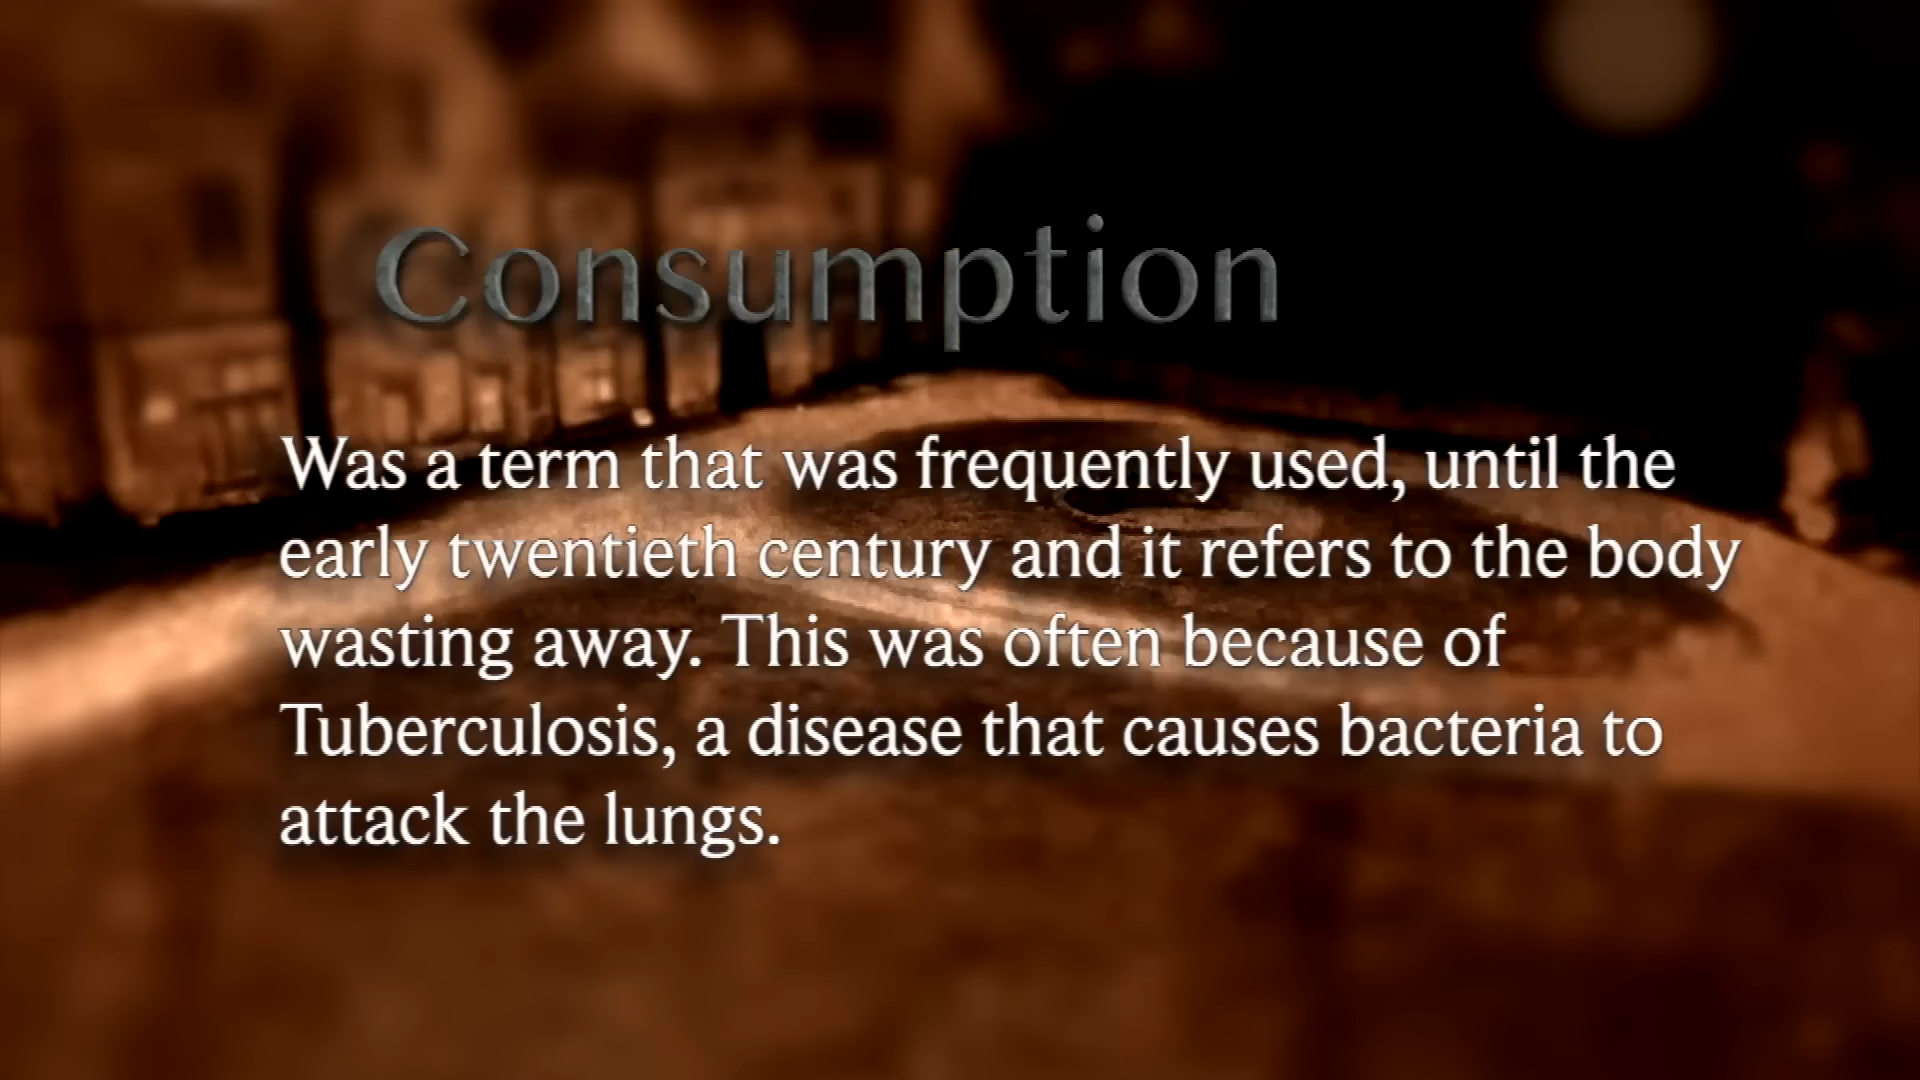 Consumption
Was a term that was frequently used, until the
early twentieth century and it refers to the body
wasting away. This was often because of
Tuberculosis, a disease that causes bacteria to
attack the lungs.